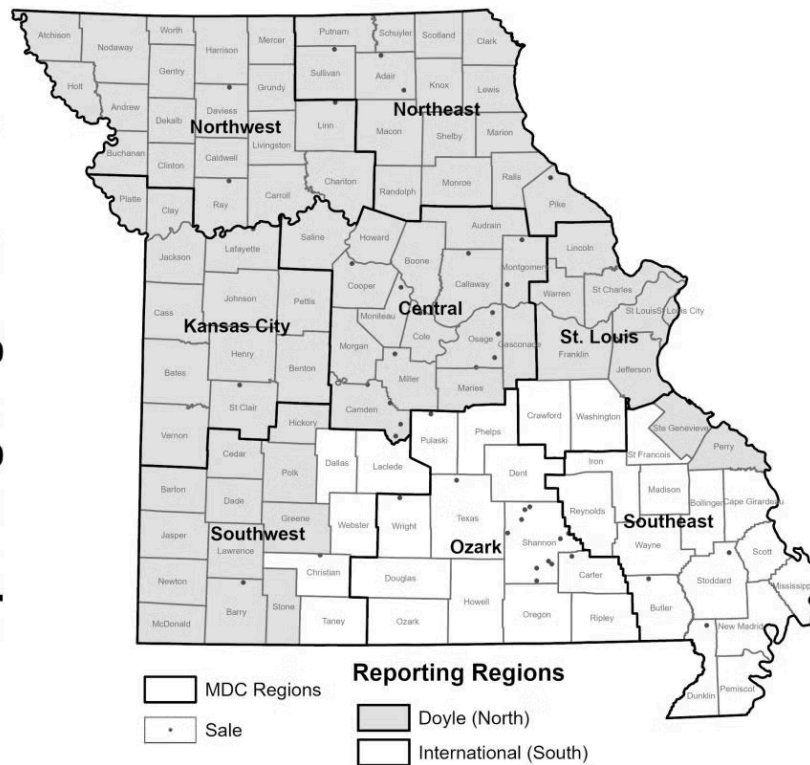 Atchison
Nodaway
Worth
Harrison
Mercer
Putnam
Schuyler
Scotland
Clark
Gentry
Sullivan
Adair
Holt
Grundy
Knox
Lewis
Andrew
Daviess
Northeast
Dekalb
Northwest
Linn
Macon
Shelby
Marion
Buchanan
Livingston
Clinton
Caldwell
Chariton
Randolph
Monroe
Ralls
Platte
Clay
Ray
Carroll
Pike
Saline
Howard
Audrain
Jackson
Lafayette
Boone
Lincoln
Cooper
Callaway
Montgomery
Johnson
Pettis
Warren
St Charles
Cass
Moniteau
Central
St Louis
St Louis City
Kansas City
Cole
Osage
Gasconade
St. Louis
Henry
Morgan
Franklin
Bates
Benton
Miller
Maries
Jefferson
St Clair
Camden
Crawford
Washington
Vernon
Hickory
Pulaski
Phelps
Ste Genevieve
Cedar
Dallas
Laclede
St Francois
Perry
Polk
Dent
Iron
Barton
Dade
Madison
Bollinger
Cape Girardeau
Greene
Webster
Wright
Texas
Reynolds
Southeast
Jasper
Southwest
Shannon
Wayne
Lawrence
Ozark
Scott
Christian
Carter
Stoddard
Newton
Douglas
Mississippi
Howell
Butler
McDonald
Barry
Stone
Taney
Ozark
Oregon
Ripley
New Madrid
Dunklin
Pemiscot
Reporting Regions
MDC Regions
Doyle (North)
Sale
International (South)